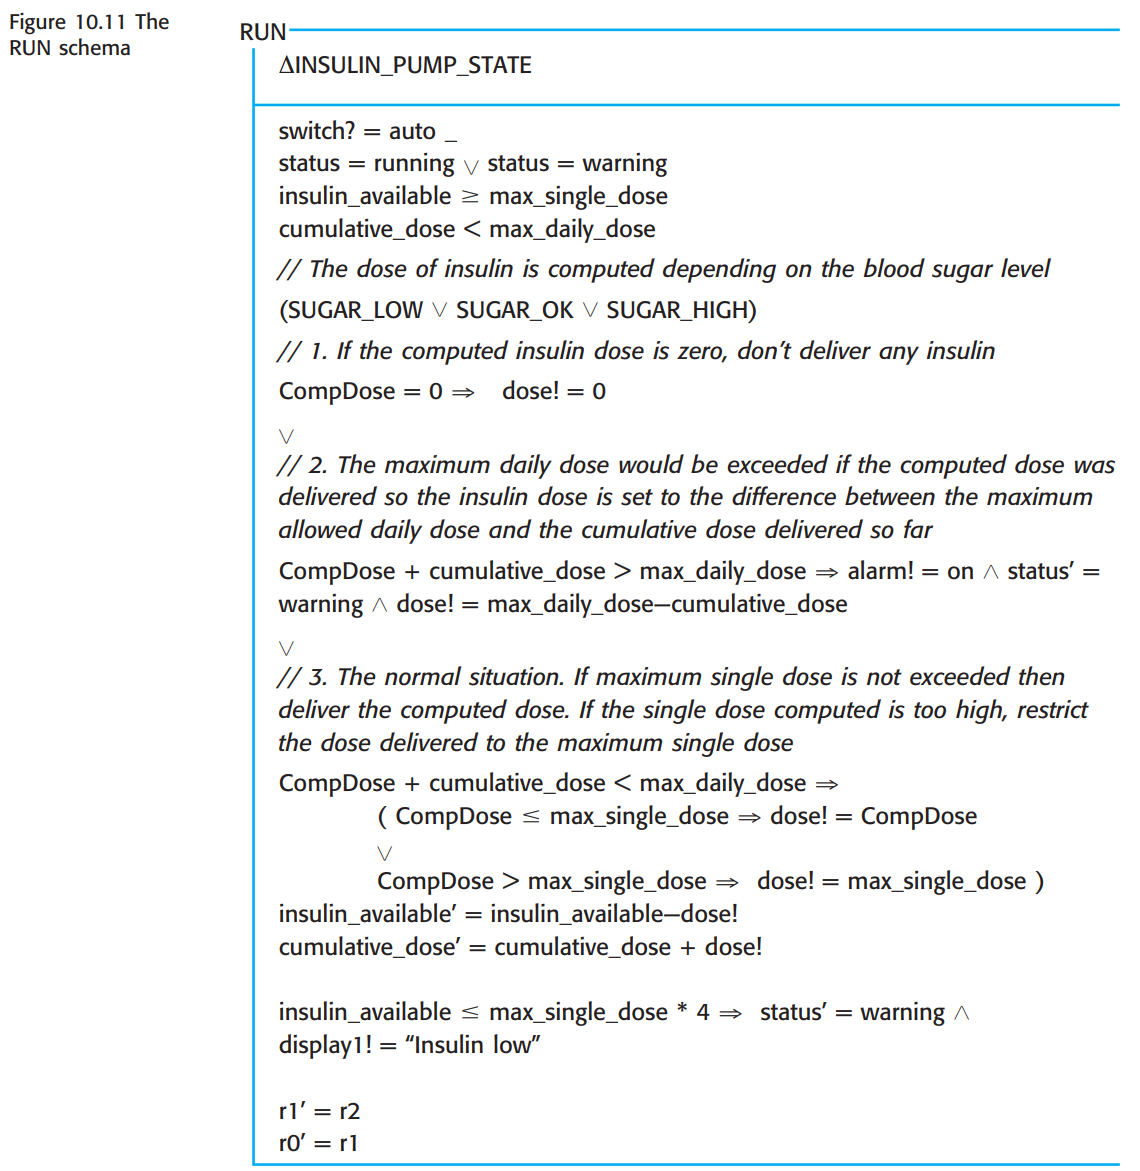 Figure 10.11 The
RUN schema
RUN
ΔINSULIN_PUMP_STATE
switch? = auto _
status = running ∨ status = warning
insulin_available ≥ max_single_dose
cumulative_dose < max_daily_dose
// The dose of insulin is computed depending on the blood sugar level
(SUGAR_LOW ∨ SUGAR_OK ∨ SUGAR_HIGH)
// 1. If the computed insulin dose is zero, don’t deliver any insulin
CompDose = 0 ⇒ dose! = 0
∨
// 2. The maximum daily dose would be exceeded if the computed dose was
delivered so the insulin dose is set to the difference between the maximum
allowed daily dose and the cumulative dose delivered so far
CompDose + cumulative_dose > max_daily_dose ⇒ alarm! = on ∧ status’ =
warning ∧ dose! = max_daily_dose–cumulative_dose
∨
// 3. The normal situation. If maximum single dose is not exceeded then
deliver the computed dose. If the single dose computed is too high, restrict
the dose delivered to the maximum single dose
CompDose + cumulative_dose < max_daily_dose ⇒
( CompDose ≤ max_single_dose ⇒ dose! = CompDose
∨
CompDose > max_single_dose ⇒ dose! = max_single_dose )
insulin_available’ = insulin_available–dose!
cumulative_dose’ = cumulative_dose + dose!
insulin_available ≤ max_single_dose * 4 ⇒ status’ = warning ∧
display1! = “Insulin low”
r1’ = r2
r0’ = r1